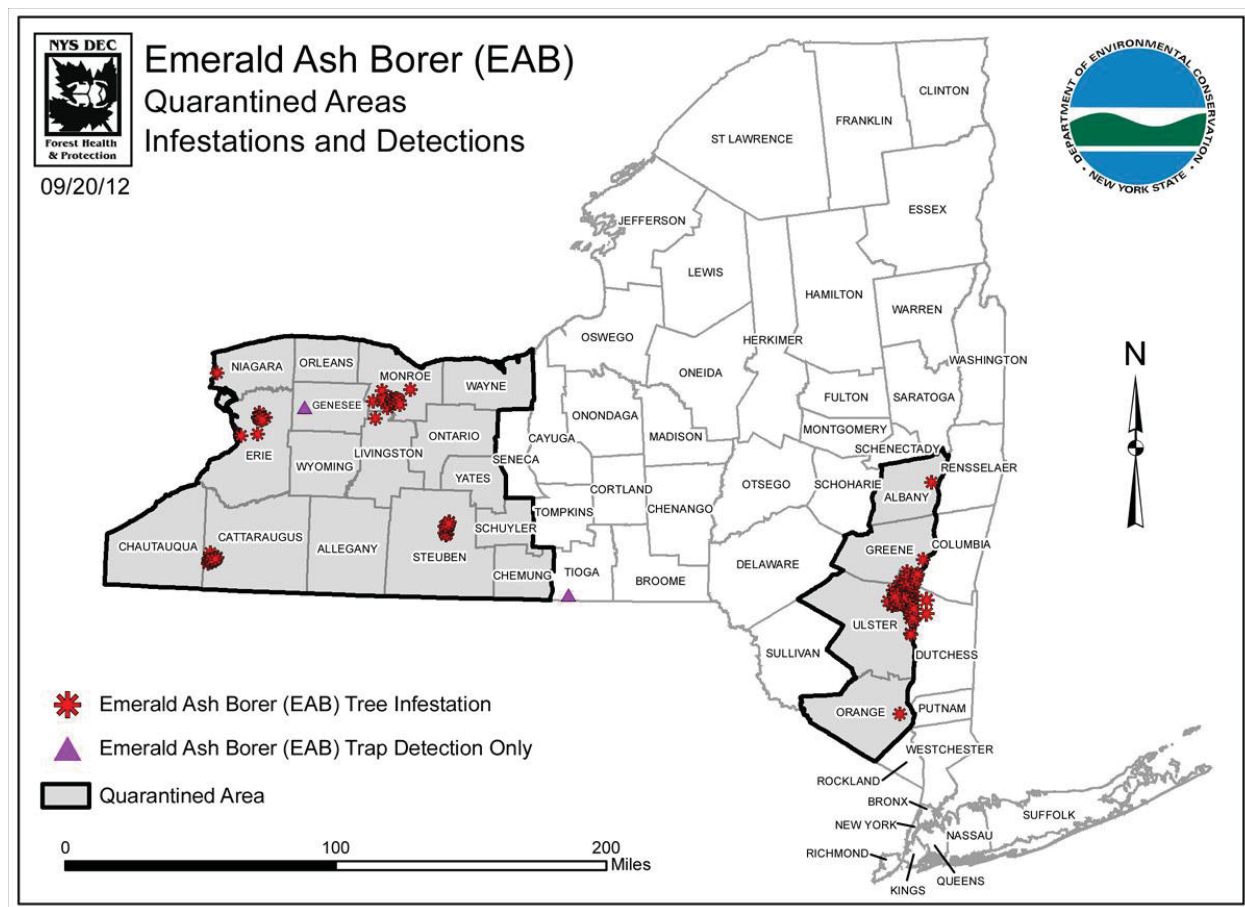 NYS DEC
Forest Health
& Protection
09/20/12
Emerald Ash Borer (EAB)
Quarantined Areas
Infestations and Detections
DEPARTMENT OF ENVIRONMENTAL CONSERVATION
• NEW YORK STATE •
CLINTON
FRANKLIN
ST LAWRENCE
ESSEX
JEFFERSON
LEWIS
HAMILTON
WARREN
OSWEGO
HERKIMER
WASHINGTON
ONEIDA
NIAGARA
ORLEANS
MONROE
WAYNE
GENESEE
FULTON
SARATOGA
ONONDAGA
MADISON
MONTGOMERY
CAYUGA
ONTARIO
SCHENECTADY
ERIE
WYOMING
LIVINGSTON
SENECA
RENSSELAER
YATES
CORTLAND
OTSEGO
SCHOHARIE
ALBANY
TOMPKINS
CHENANGO
SCHUYLER
CHAUTAUQUA
CATTARAUGUS
ALLEGANY
STEUBEN
GREENE
COLUMBIA
CHEMUNG
TIOGA
BROOME
DELAWARE
ULSTER
SULLIVAN
DUTCHESS
ORANGE
PUTNAM
WESTCHESTER
ROCKLAND
BRONX
NEW YORK
SUFFOLK
NASSAU
RICHMOND
QUEENS
KINGS
N
Emerald Ash Borer (EAB) Tree Infestation
Emerald Ash Borer (EAB) Trap Detection Only
Quarantined Area
0 100 200
Miles